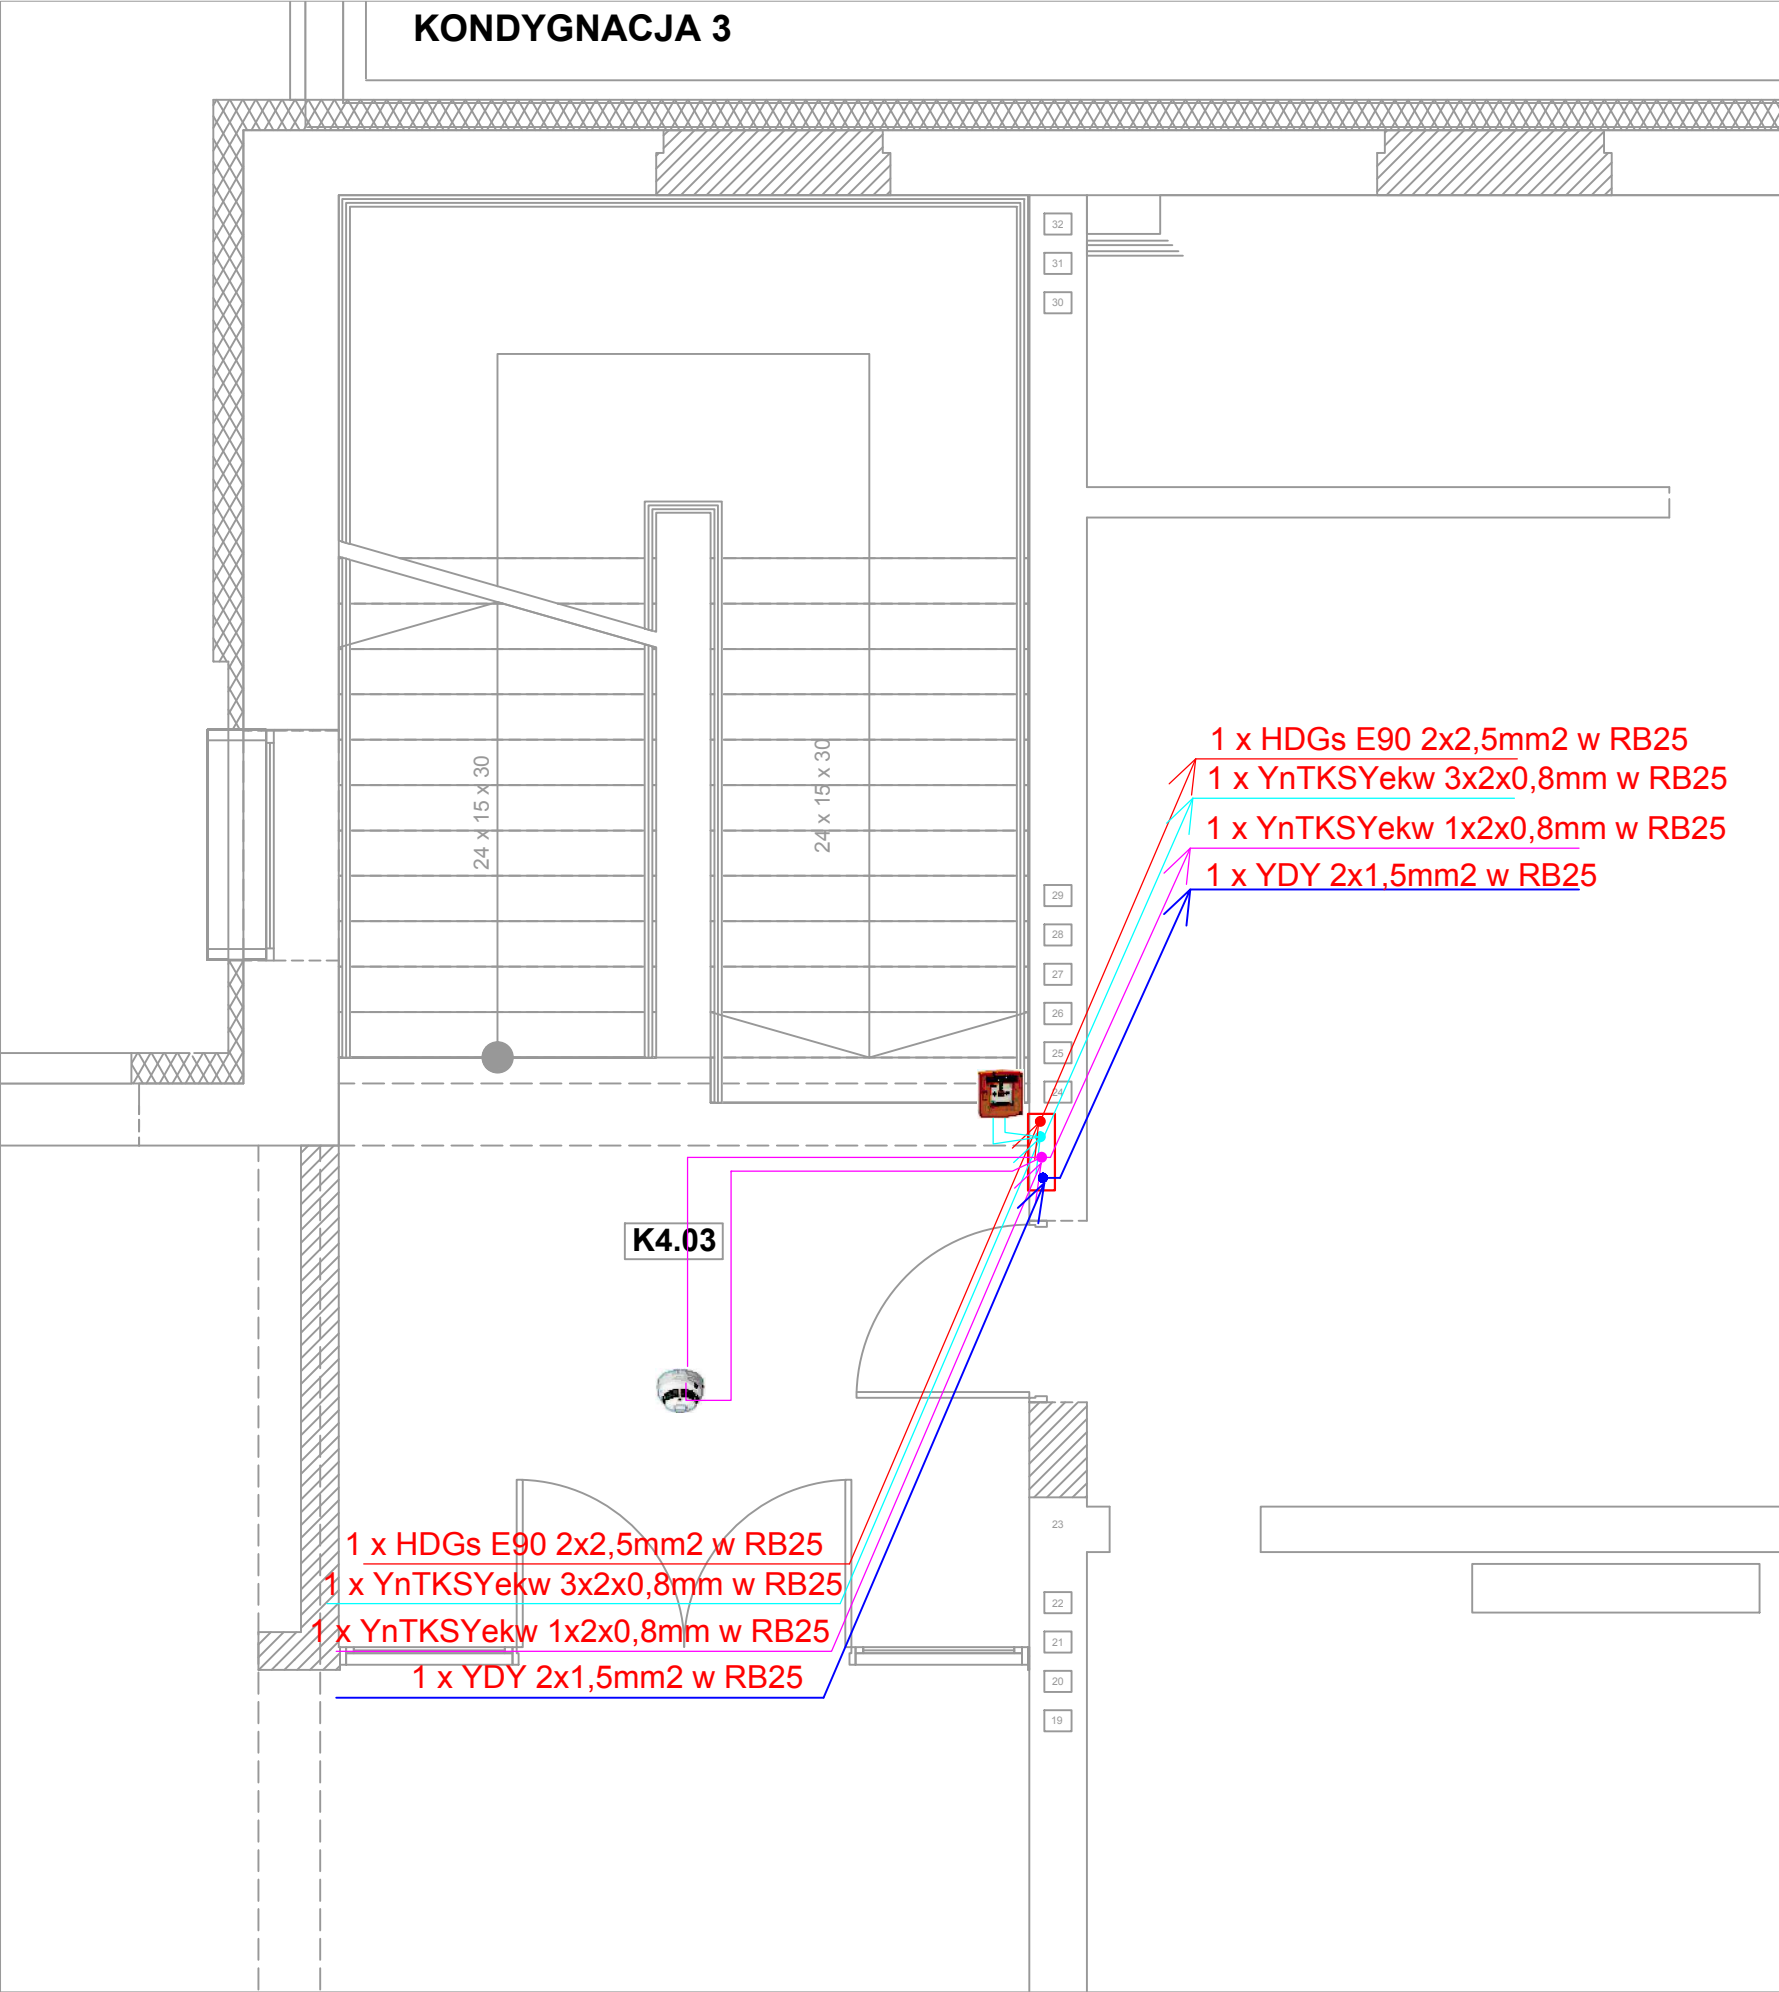 KONDYGNACJA 3
32
31
30
24 x 15 x 30
24 x 15 x 30
1 x HDGs E90 2x2,5mm2 w RB25
1 x YnTKSYekw 3x2x0,8mm w RB25
1 x YnTKSYekw 1x2x0,8mm w RB25
1 x YDY 2x1,5mm2 w RB25
29
28
27
26
25
24
K4.03
23
1 x HDGs E90 2x2,5mm2 w RB25
1 x YnTKSYekw 3x2x0,8mm w RB25
1 x YnTKSYekw 1x2x0,8mm w RB25
1 x YDY 2x1,5mm2 w RB25
22
21
20
19